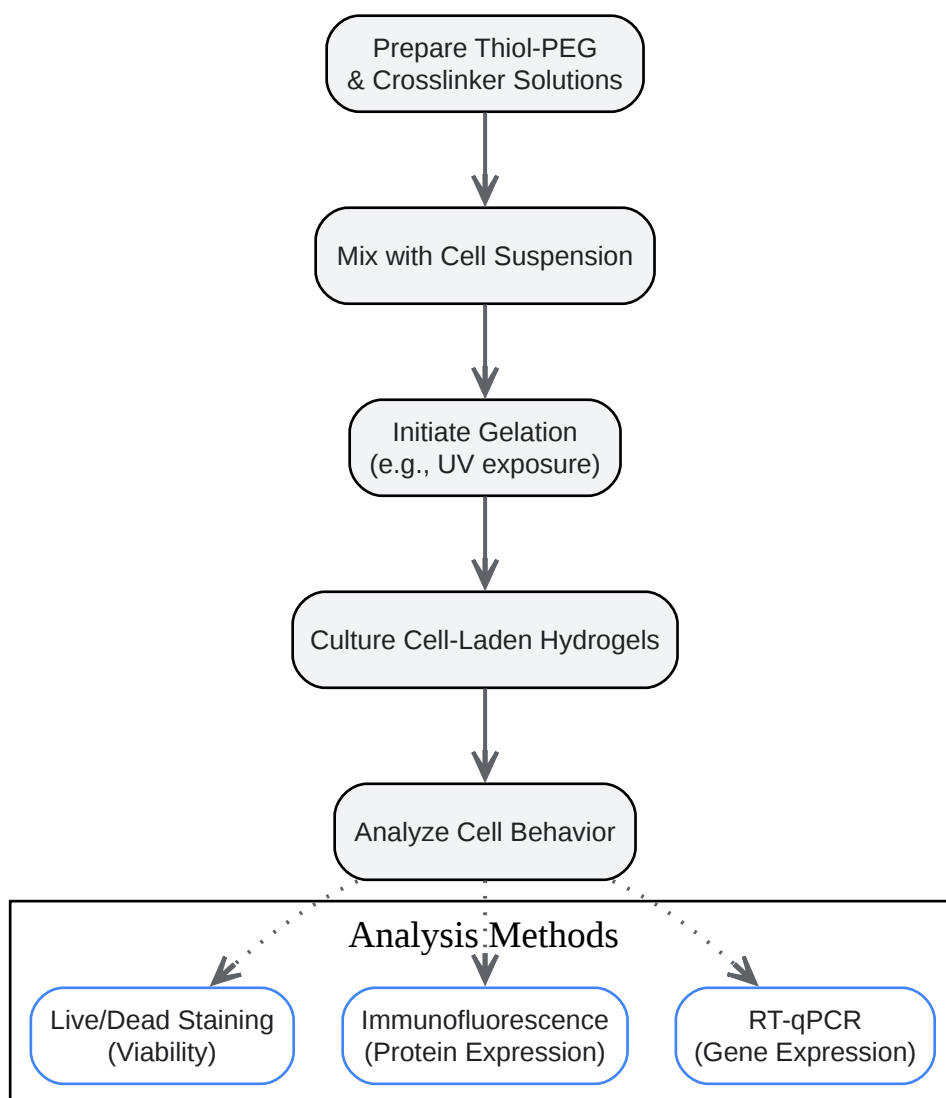 Prepare Thiol-PEG
& Crosslinker Solutions
Mix with Cell Suspension
Initiate Gelation
(e.g., UV exposure)
Culture Cell-Laden Hydrogels
Analyze Cell Behavior
Analysis Methods
Live/Dead Staining
(Viability)
Immunofluorescence
(Protein Expression)
RT-qPCR
(Gene Expression)